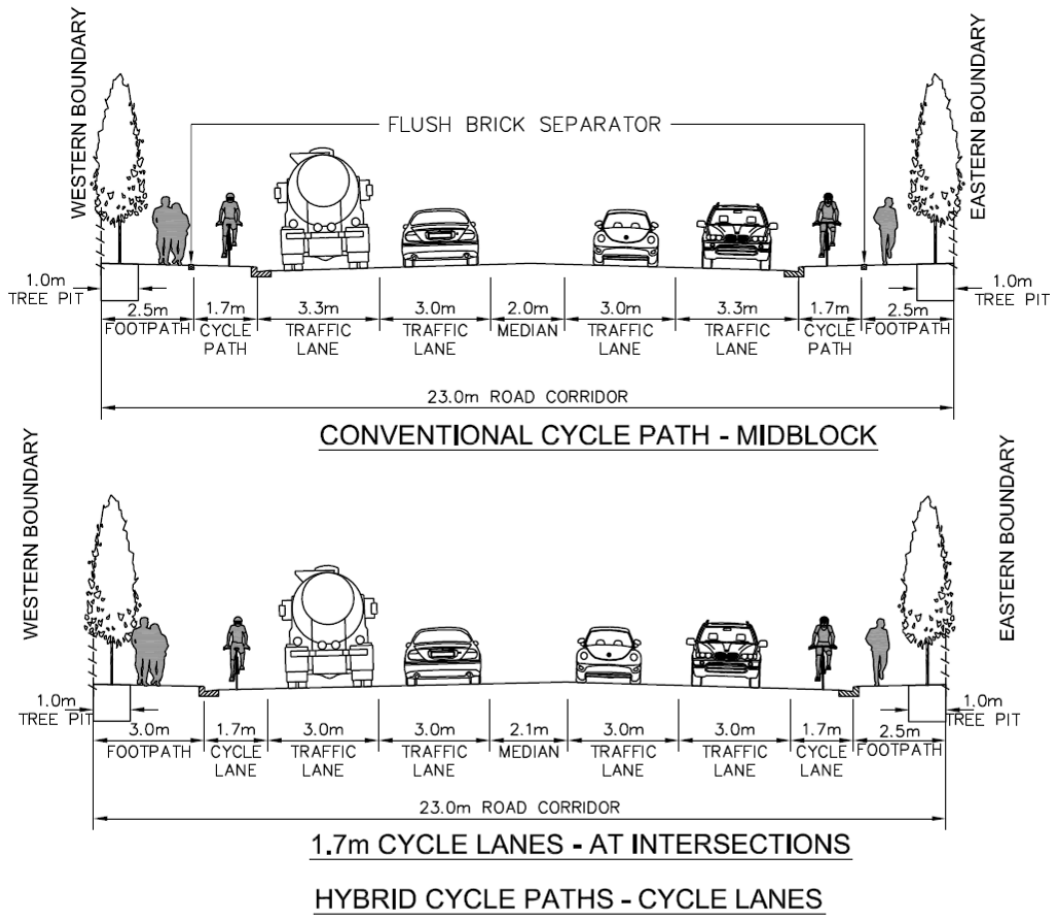 WESTERN BOUNDARY
EASTERN BOUNDARY
FLUSH BRICK SEPARATOR
1.0m
TREE PIT
1.0m
TREE PIT
2.5m
FOOTPATH
1.7m
CYCLE
PATH
3.3m
TRAFFIC
LANE
3.0m
TRAFFIC
LANE
2.0m
MEDIAN
3.0m
TRAFFIC
LANE
3.3m
TRAFFIC
LANE
1.7m
CYCLE
PATH
2.5m
FOOTPATH
23.0m ROAD CORRIDOR
CONVENTIONAL CYCLE PATH - MIDBLOCK
WESTERN BOUNDARY
EASTERN BOUNDARY
1.0m
TREE PIT
1.0m
TREE PIT
3.0m
FOOTPATH
1.7m
CYCLE
LANE
3.0m
TRAFFIC
LANE
3.0m
TRAFFIC
LANE
2.1m
MEDIAN
3.0m
TRAFFIC
LANE
3.0m
TRAFFIC
LANE
1.7m
CYCLE
LANE
2.5m
FOOTPATH
23.0m ROAD CORRIDOR
1.7m CYCLE LANES - AT INTERSECTIONS
HYBRID CYCLE PATHS - CYCLE LANES